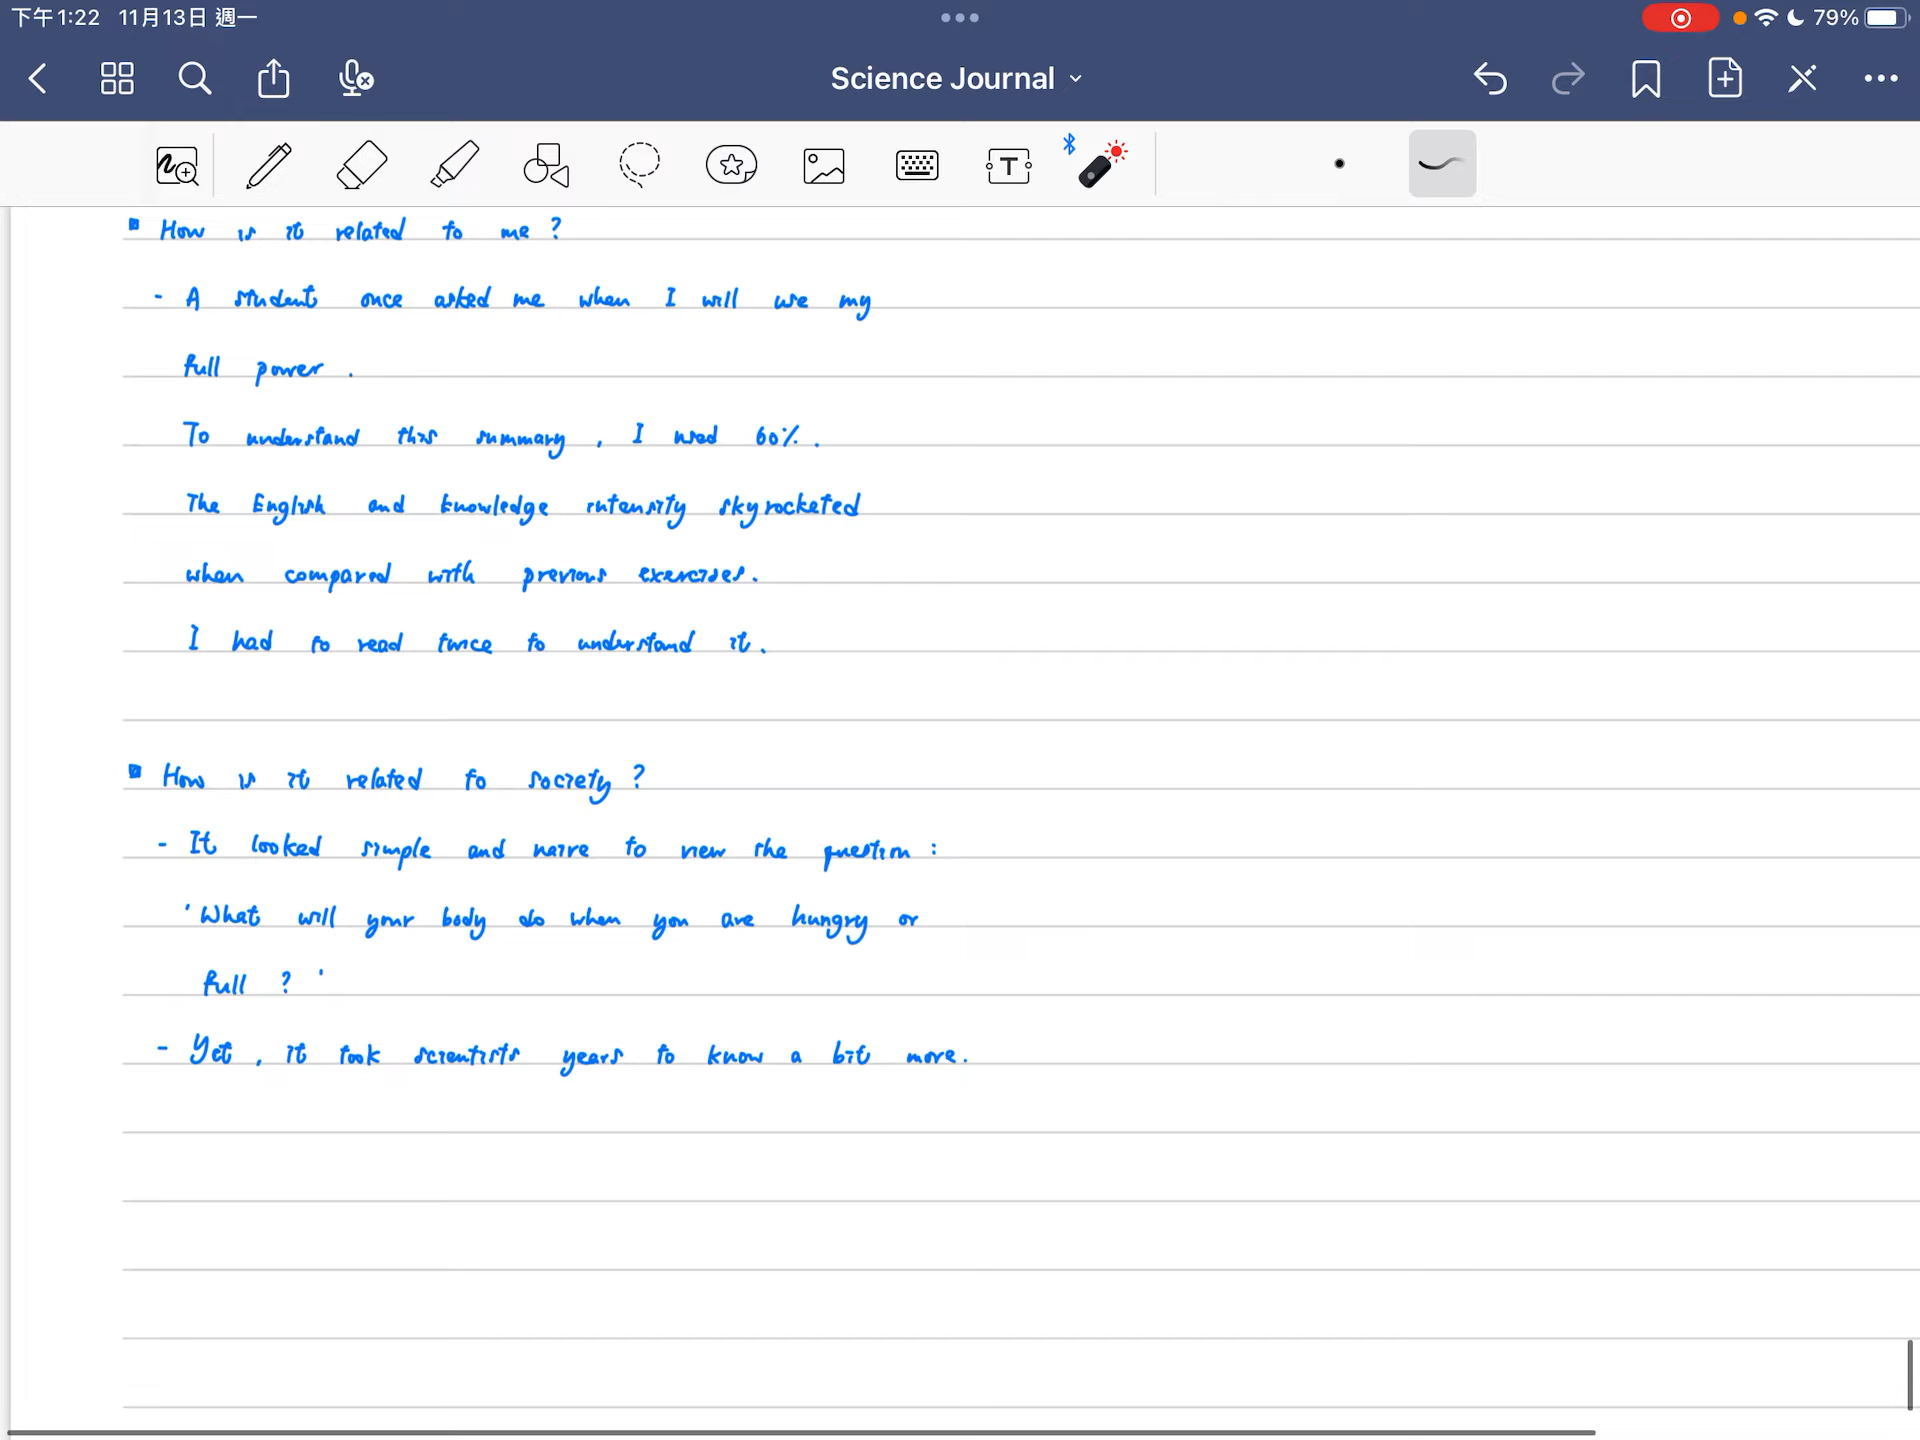 下午1:22 11月13日 週一
79%
Science Journal
How is it related to me ?
- A student once asked me when I will use my
full power .
To understand this summary , I used 60% .
The English and knowledge intensity skyrocketed
when compared with previous exercises.
I had to read twice to understand it .
How is it related to society ?
- It looked simple and naive to view the question :
'What will your body do when you are hungry or
full ? '
- Yet , it took scientists years to know a bit more.